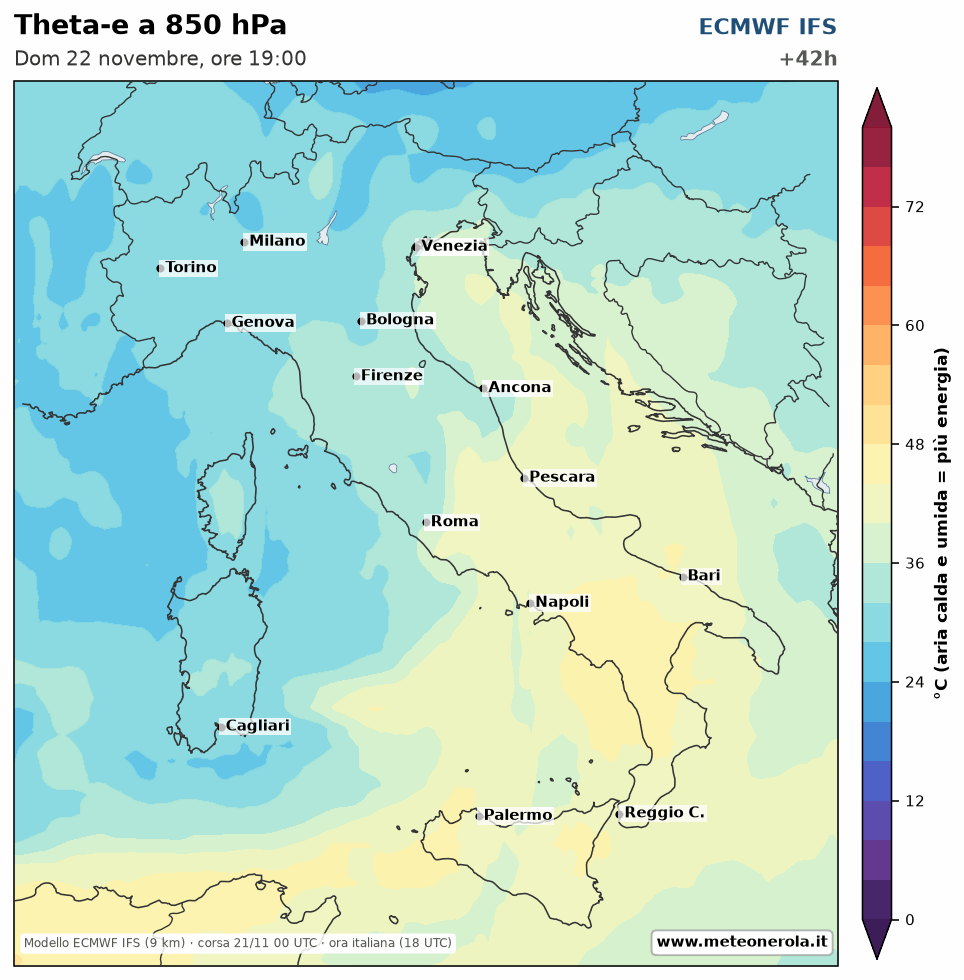 Theta-e a 850 hPa
ECMWF IFS
Dom 22 novembre, ore 19:00
+42h
Milano
Venezia
Torino
Genova
Bologna
Firenze
Ancona
Pescara
Roma
Bari
Napoli
Cagliari
Palermo
Reggio C.
72
60
48
36
24
12
0
°C (aria calda e umida = più energia)
Modello ECMWF IFS (9 km) · corsa 21/11 00 UTC · ora italiana (18 UTC)
www.meteonerola.it